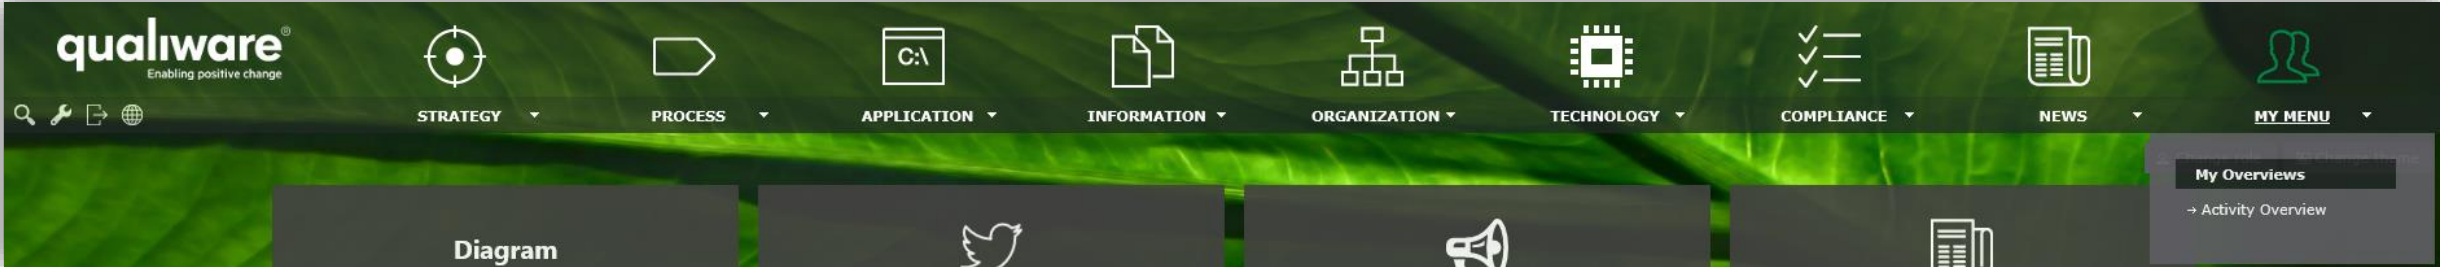 qualiware®
Enabling positive change
C:\
STRATEGY
PROCESS
APPLICATION
INFORMATION
ORGANIZATION
TECHNOLOGY
COMPLIANCE
NEWS
MY MENU
My Overviews
→ Activity Overview
Diagram